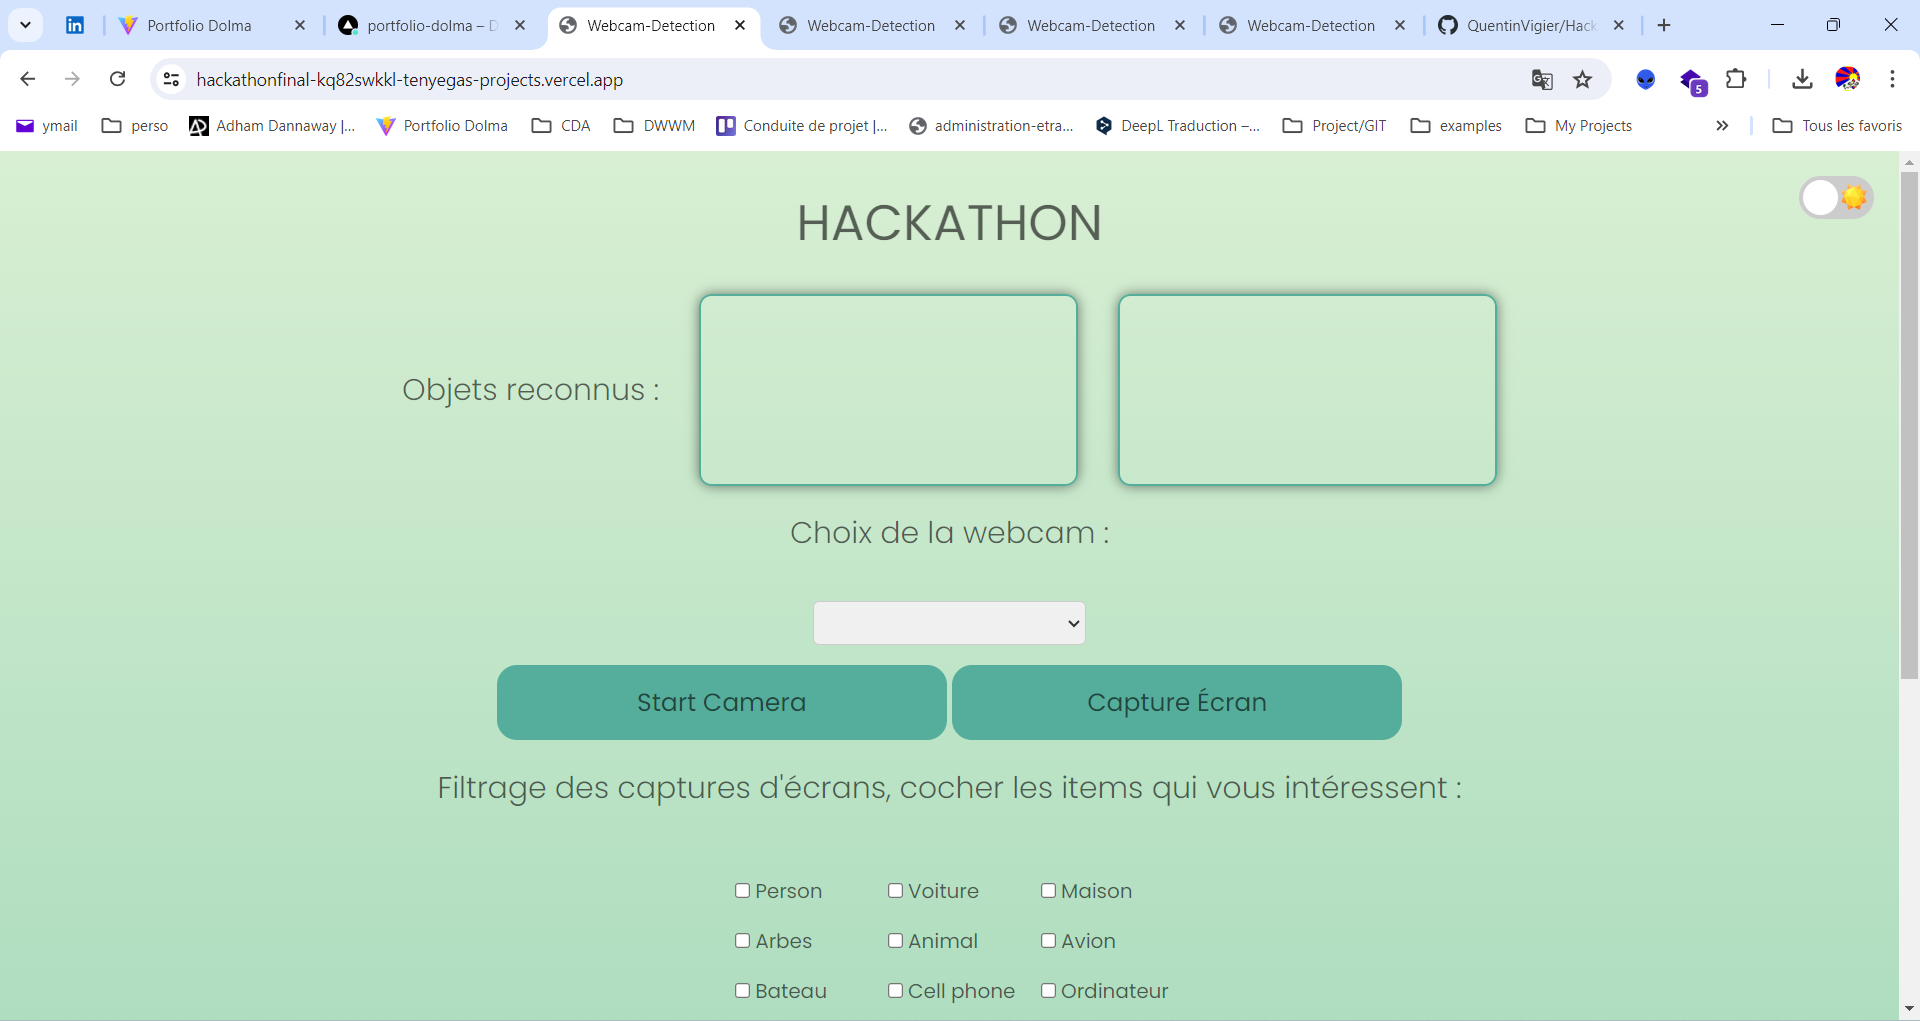 Portfolio Dolma
portfolio-dolma – D
Webcam-Detection
Webcam-Detection
Webcam-Detection
Webcam-Detection
QuentinVigier/Hack
hackathonfinal-kq82swkkl-tenyegas-projects.vercel.app
5
ymail
perso
Adham Dannaway |...
Portfolio Dolma
CDA
DWWM
Conduite de projet |...
administration-etra...
DeepL Traduction –...
Project/GIT
examples
My Projects
Tous les favoris
HACKATHON
Objets reconnus :
Choix de la webcam :
Start Camera
Capture Écran
Filtrage des captures d'écrans, cocher les items qui vous intéressent :
Person Voiture Maison
Arbes Animal Avion
Bateau Cell phone Ordinateur